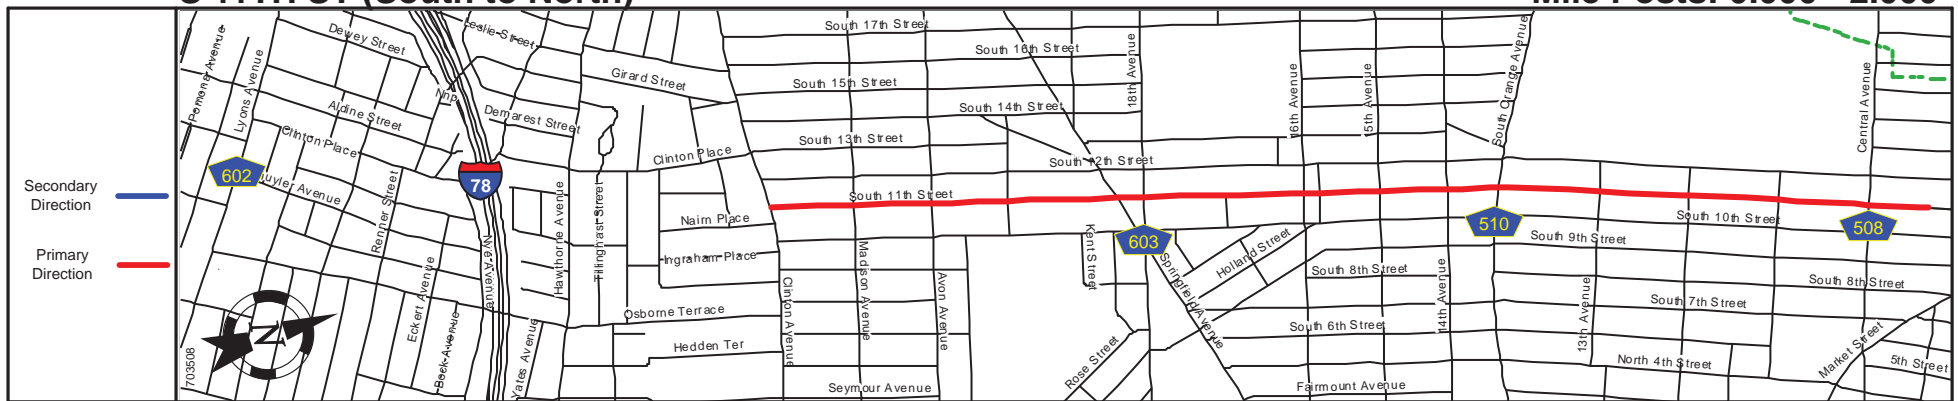 South 17th Street
Leslie Street
Dewey Street
South 16th Street
Pomona Avenue
Lyons Avenue
18th Avenue
South Orange Avenue
Central Avenue
Girard Street
South 15th Street
16th Avenue
15th Avenue
Nnp
Aldine Street
Demarest Street
South 14th Street
Clinton Place
South 13th Street
Clinton Place
South 12th Street
602
78
Secondary
Direction
uyler Avenue
Renner Street
Hawthorne Avenue
Tillinghast Street
South 11th Street
Nairn Place
603
510
South 10th Street
508
Primary
Direction
Nye Avenue
Ingraham Place
Madison Avenue
Kent Street
Springfield Avenue
Holland Street
South 9th Street
South 8th Street
South 8th Street
Eckert Avenue
Clinton Avenue
Avon Avenue
14th Avenue
13th Avenue
South 7th Street
Osborne Terrace
South 6th Street
N
Hedden Ter
Yates Avenue
Rose Street
North 4th Street
Market Street
5th Street
703508
Seymour Avenue
Fairmount Avenue